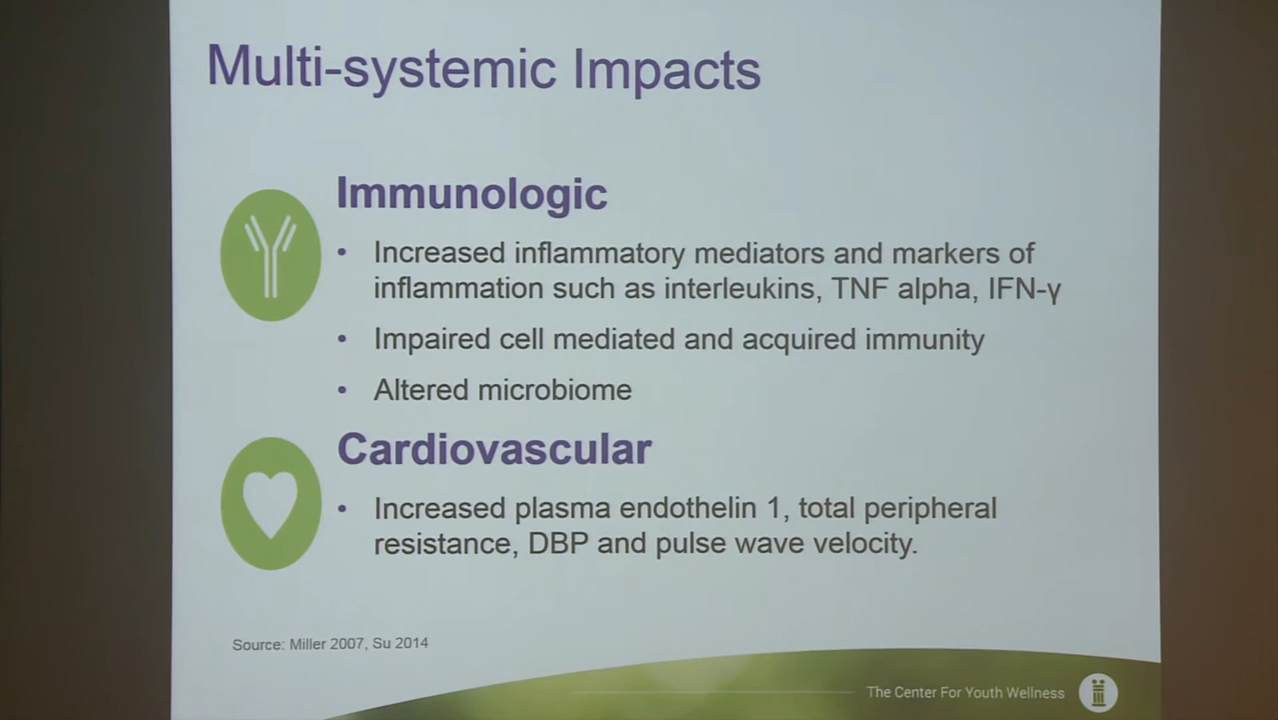 Multi-systemic Impacts
Immunologic
• Increased inflammatory mediators and markers of
inflammation such as interleukins, TNF alpha, IFN-γ
• Impaired cell mediated and acquired immunity
• Altered microbiome
Cardiovascular
• Increased plasma endothelin 1, total peripheral
resistance, DBP and pulse wave velocity.
Source: Miller 2007, Su 2014
The Center For Youth Wellness